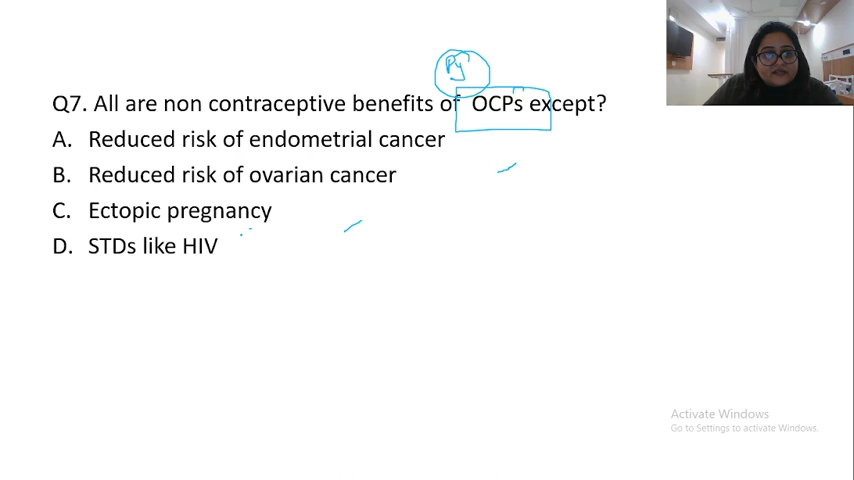 Py
Q7. All are non contraceptive benefits of OCPs except?
A. Reduced risk of endometrial cancer
B. Reduced risk of ovarian cancer
C. Ectopic pregnancy
D. STDs like HIV
Activate Windows
Go to Settings to activate Windows.